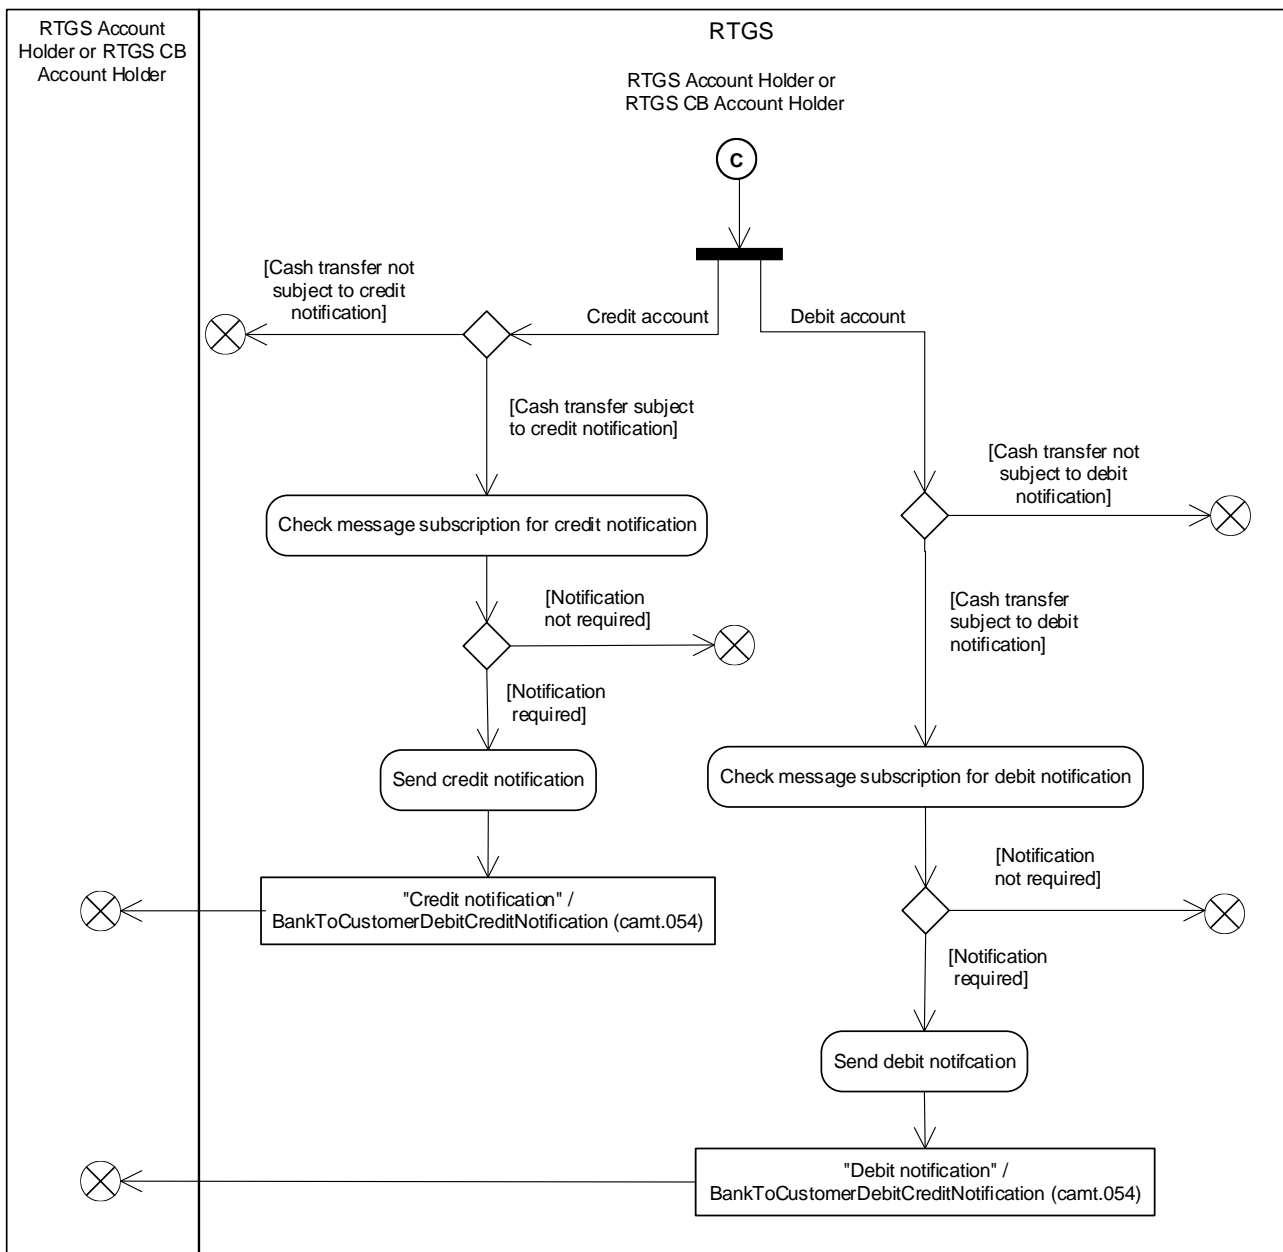 RTGS Account
Holder or RTGS CB
Account Holder
RTGS
RTGS Account Holder or
RTGS CB Account Holder
C
[Cash transfer not
subject to credit
notification]
Credit account
Debit account
[Cash transfer subject
to credit notification]
[Cash transfer not
subject to debit
notification]
Check message subscription for credit notification
[Notification
not required]
[Cash transfer
subject to debit
notification]
[Notification
required]
Send credit notification
Check message subscription for debit notification
[Notification
not required]
"Credit notification" /
BankToCustomerDebitCreditNotification (camt.054)
[Notification
required]
Send debit notifcation
"Debit notification" /
BankToCustomerDebitCreditNotification (camt.054)